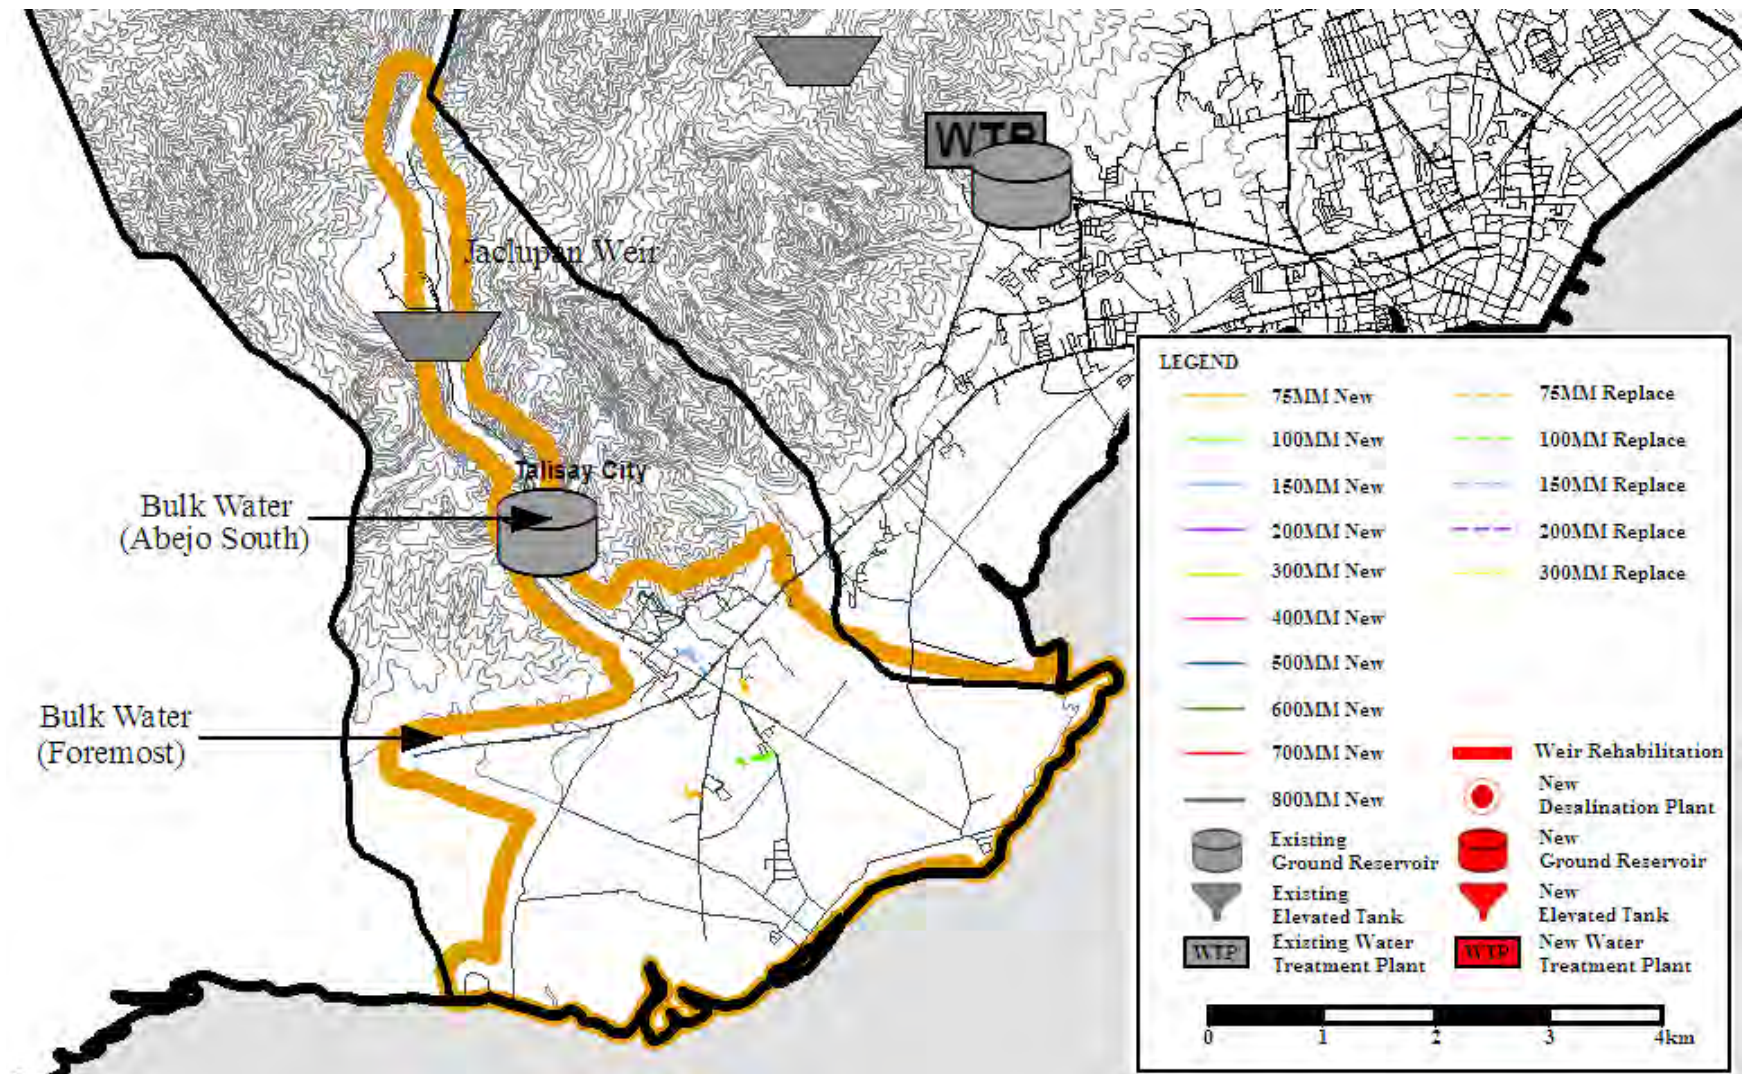 WTP
Jaclupan Weir
Talisay City
Bulk Water
(Abejo South)
Bulk Water
(Foremost)
LEGEND
75MM New
75MM Replace
100MM New
100MM Replace
150MM New
150MM Replace
200MM New
200MM Replace
300MM New
300MM Replace
400MM New
500MM New
600MM New
700MM New
Weir Rehabilitation
800MM New
New
Desalination Plant
Existing
Ground Reservoir
New
Ground Reservoir
Existing
Elevated Tank
New
Elevated Tank
WTP
Existing Water
Treatment Plant
WTP
New Water
Treatment Plant
0 1 2 3 4km